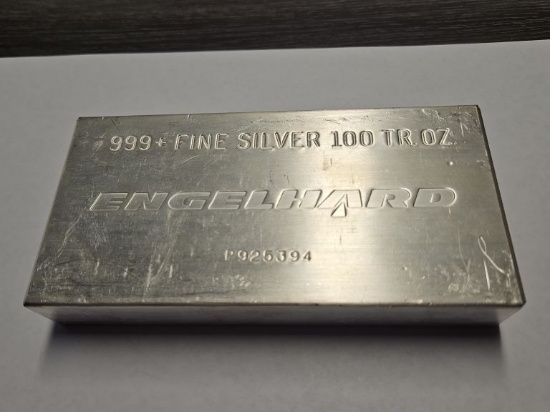 999+ FINE SILVER 100 TR. OZ
ENGELHARD
P925394